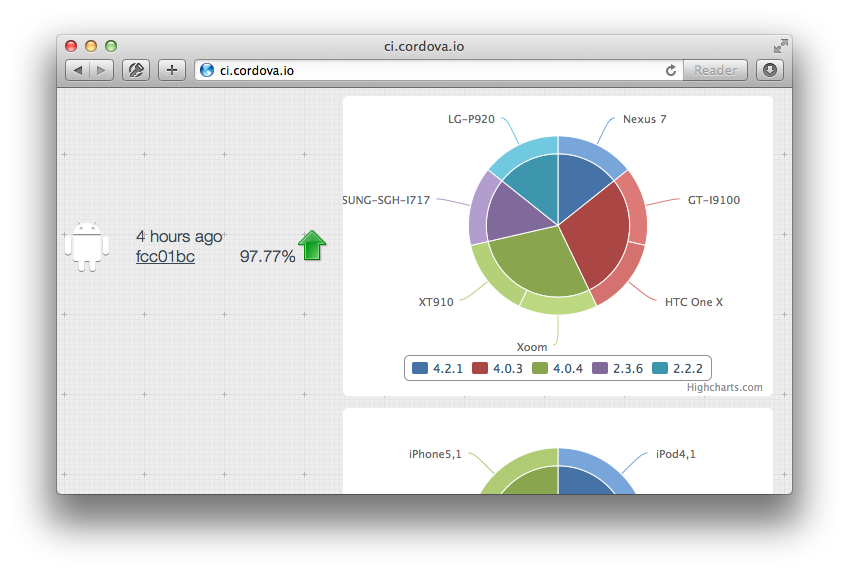 ci.cordova.io
ci.cordova.io
Reader
LG-P920
Nexus 7
SUNG-SGH-I717
GT-I9100
4 hours ago
fcc01bc
97.77%
XT910
HTC One X
Xoom
4.2.1 4.0.3 4.0.4 2.3.6 2.2.2
Highcharts.com
iPhone5,1
iPod4,1